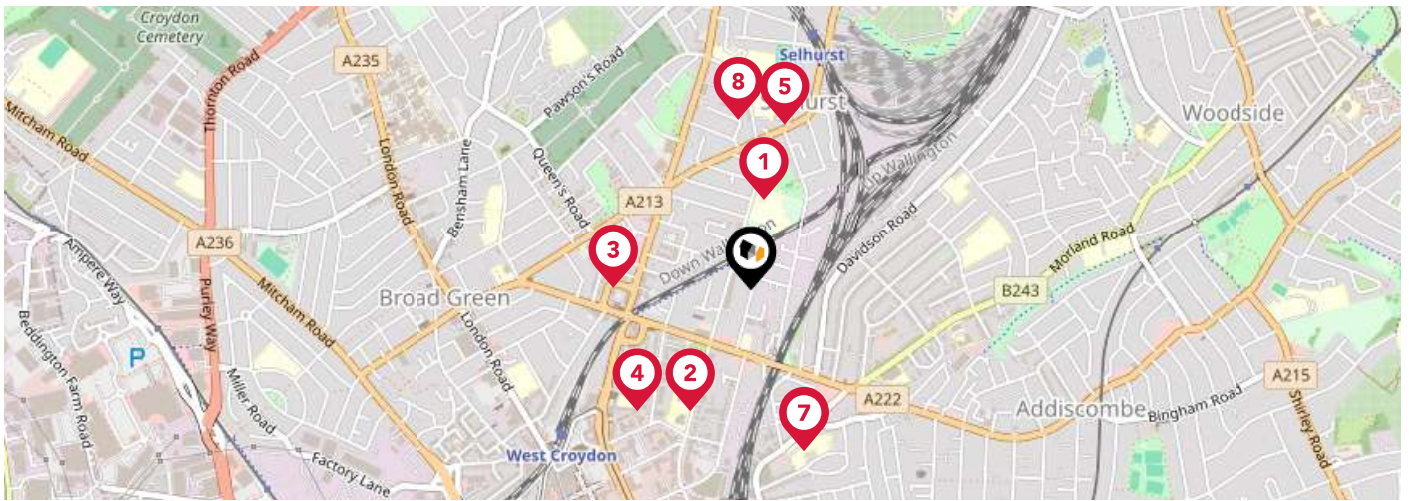 Croydon
Cemetery
A235
Thornton Road
Mitcham Road
London Road
Pawson's Road
Bensham Lane
Queen's Road
Selhurst
8
5
Woodside
1
A213
Up Wallington
A236
Ampere Way
Purley Way
3
Down
Davidson Road
Morland Road
B243
Broad Green
Mitcham Road
London Road
Beddington Farm Road
P
Miller Road
4
2
A222
7
Addiscombe
A215
Bingham Road
Shirley Road
West Croydon
Factory Lane